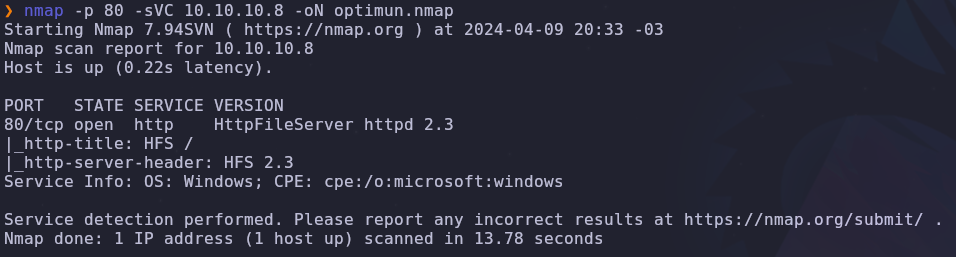 ❯ nmap -p 80 -sVC 10.10.10.8 -oN optimun.nmap
Starting Nmap 7.94SVN ( https://nmap.org ) at 2024-04-09 20:33 -03
Nmap scan report for 10.10.10.8
Host is up (0.22s latency).

PORT   STATE SERVICE VERSION
80/tcp open  http    HttpFileServer httpd 2.3
|_http-title: HFS /
|_http-server-header: HFS 2.3
Service Info: OS: Windows; CPE: cpe:/o:microsoft:windows

Service detection performed. Please report any incorrect results at https://nmap.org/submit/ .
Nmap done: 1 IP address (1 host up) scanned in 13.78 seconds